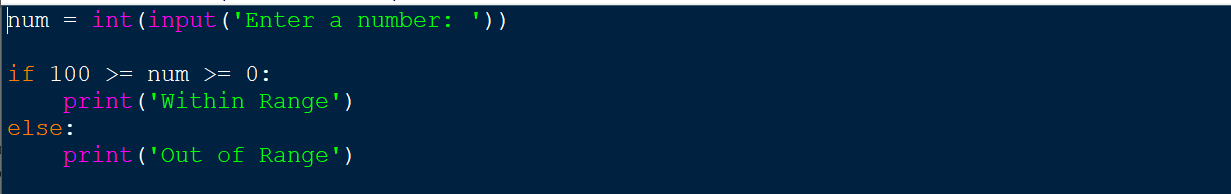 num = int(input('Enter a number: '))
if 100 >= num >= 0:
    print('Within Range')
else:
    print('Out of Range')